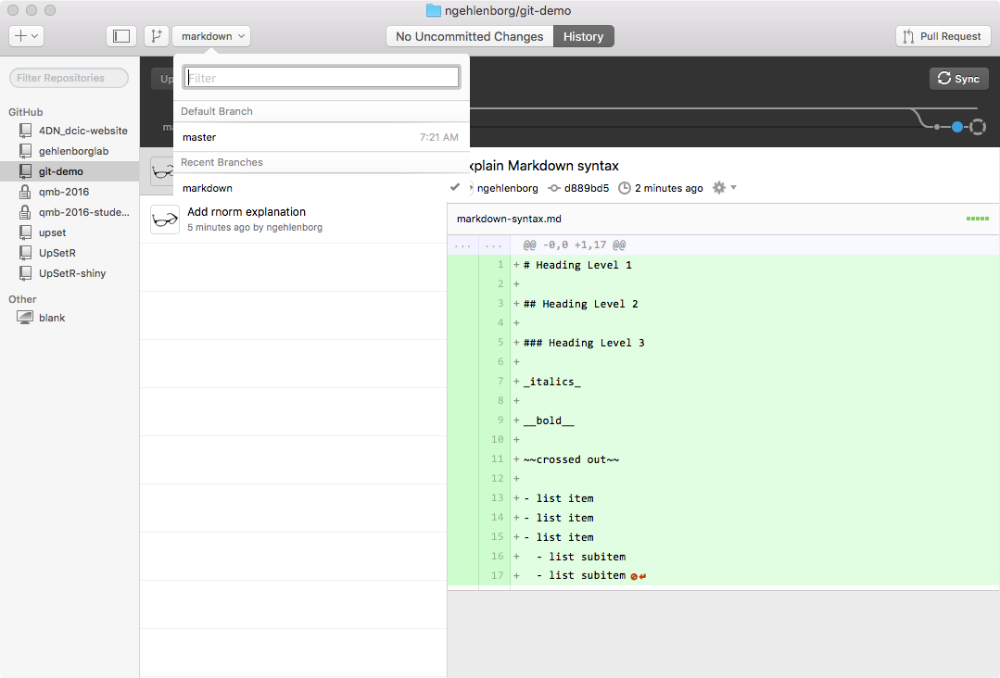 ngehlenborg/git-demo
markdown
No Uncommitted Changes
History
Pull Request
Filter Repositories
GitHub
4DN_dcic-website
gehlenborglab
git-demo
qmb-2016
qmb-2016-stude...
upset
UpSetR
UpSetR-shiny
Other
blank
Up
Filter
Default Branch
master 7:21 AM
Recent Branches
markdown
Sync
Add rnorm explanation
5 minutes ago by ngehlenborg
xplain Markdown syntax
ngehlenborg d889bd5 2 minutes ago
markdown-syntax.md
... ... @@ -0,0 +1,17 @@
1 +# Heading Level 1
2 +
3 +## Heading Level 2
4 +
5 +### Heading Level 3
6 +
7 +_italics_
8 +
9 +__bold__
10 +
11 +~~crossed out~~
12 +
13 +- list item
14 +- list item
15 +- list item
16 +  - list subitem
17 +  - list subitem